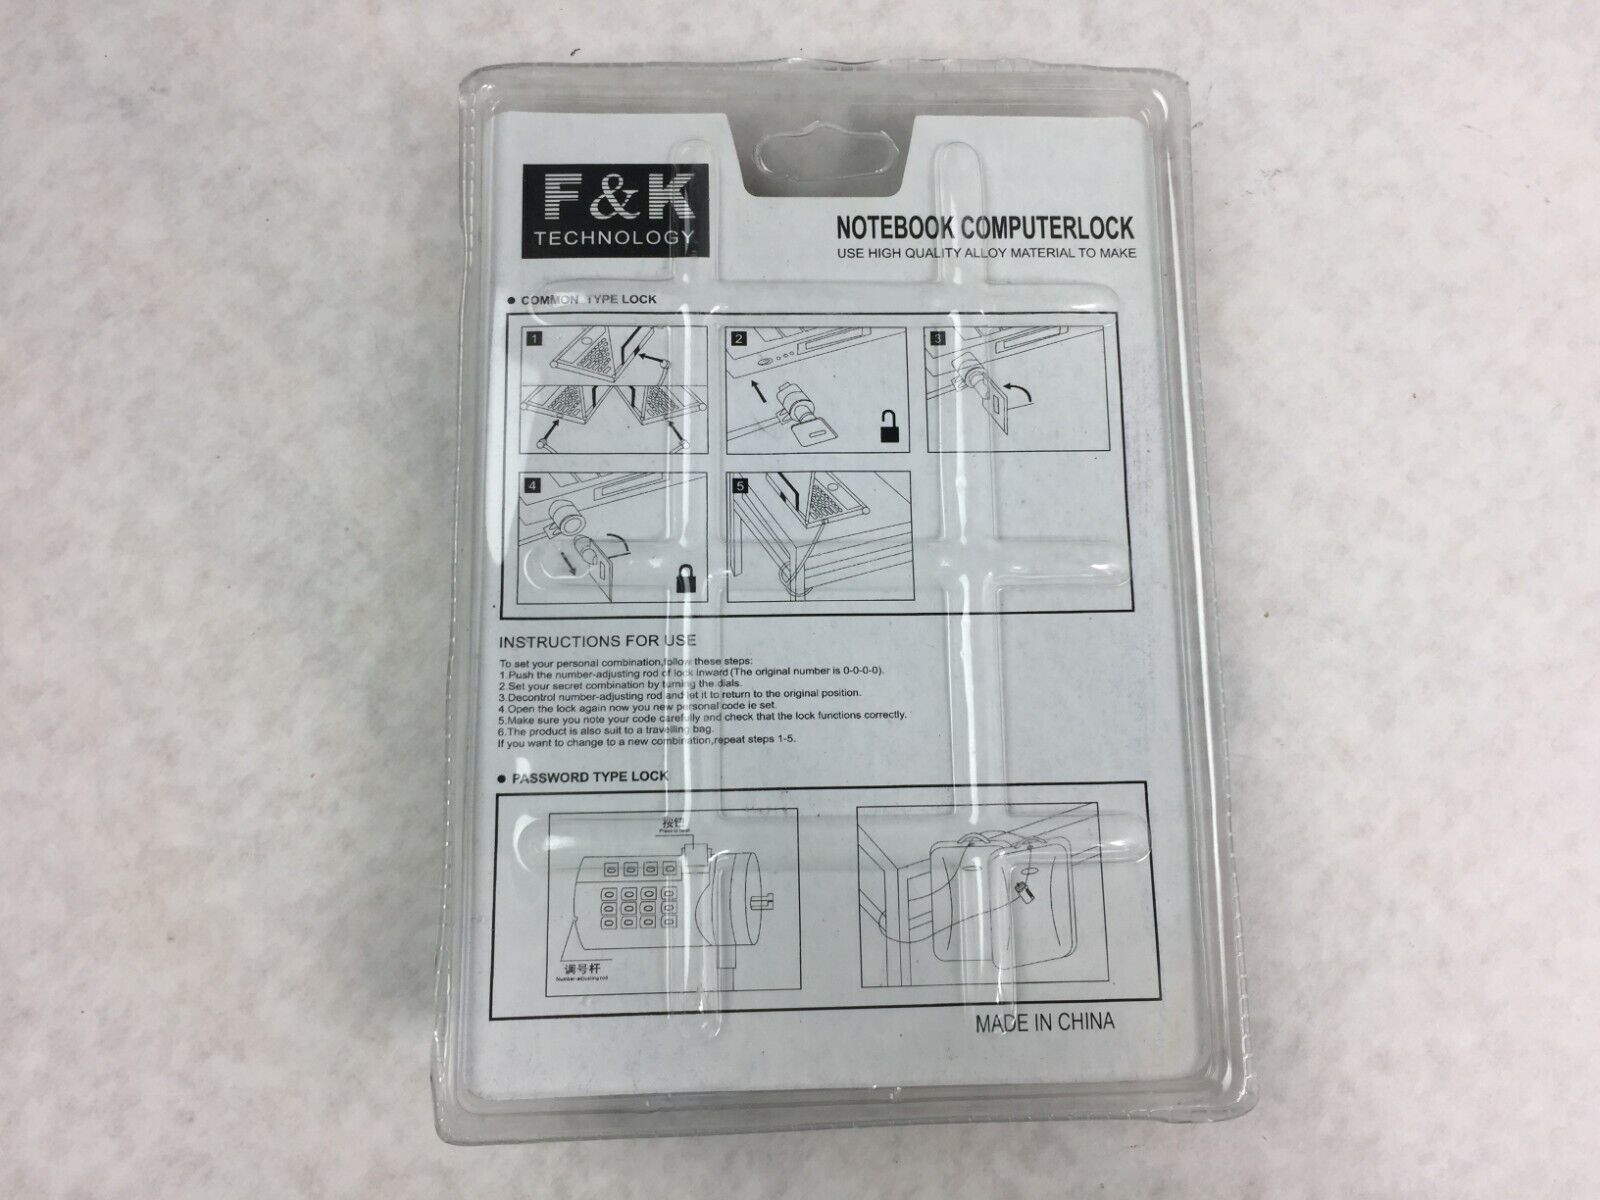 F&K
TECHNOLOGY
NOTEBOOK COMPUTERLOCK
USE HIGH QUALITY ALLOY MATERIAL TO MAKE
● COMMON TYPE LOCK
1
2
3
4
5
INSTRUCTIONS FOR USE
To set your personal combination,follow these steps:
1.Push the number-adjusting rod of lock inward(The original number is 0-0-0-0).
2.Set your secret combination by turning the dials.
3.Decontrol number-adjusting rod and let it to return to the original position.
4.Open the lock again now you new personal code ie set.
5.Make sure you note your code carefully and check that the lock functions correctly.
6.The product is also suit to a travelling bag.
If you want to change to a new combination,repeat steps 1-5.
● PASSWORD TYPE LOCK
按钮
调号杆
Number-adjusting rod
MADE IN CHINA